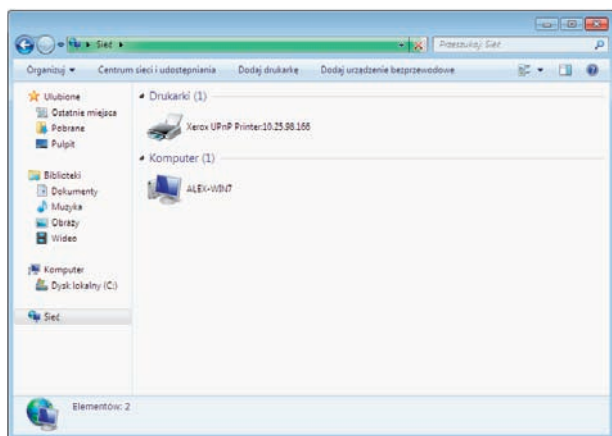 Sieć
Przeszukaj: Sieć
Organizuj
Centrum sieci i udostępniania
Dodaj drukarkę
Dodaj urządzenie bezprzewodowe
Ulubione
Ostatnie miejsca
Pobrane
Pulpit
Biblioteki
Dokumenty
Muzyka
Obrazy
Wideo
Komputer
Dysk lokalny (C:)
Sieć
Drukarki (1)
Xerox UPnP Printer:10.25.98.166
Komputer (1)
ALEX-WIN7
Elementów: 2